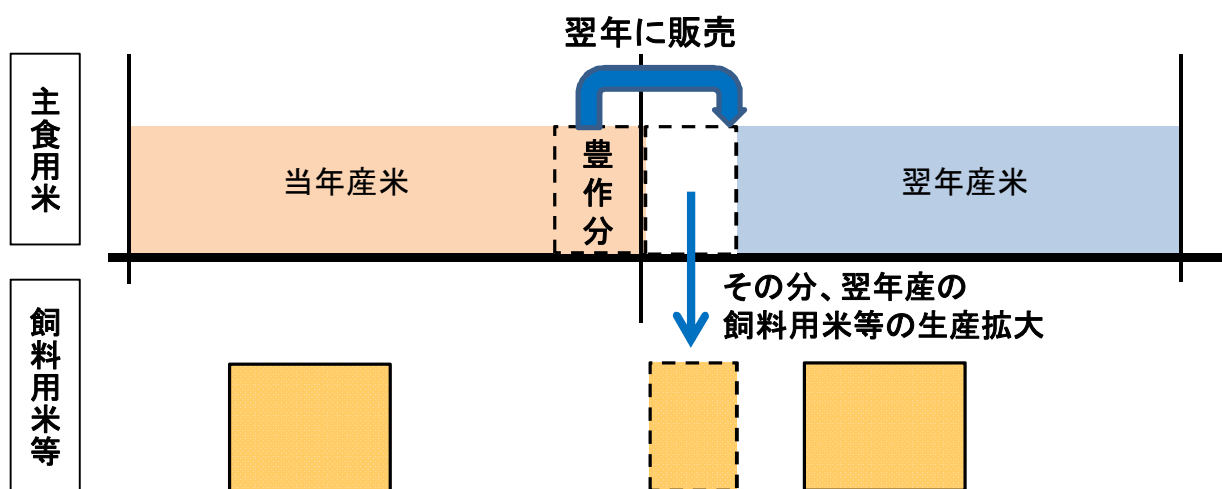 翌年に販売
主食用米
当年産米
豊作分
翌年産米
その分、翌年産の
飼料用米等の生産拡大
飼料用米等